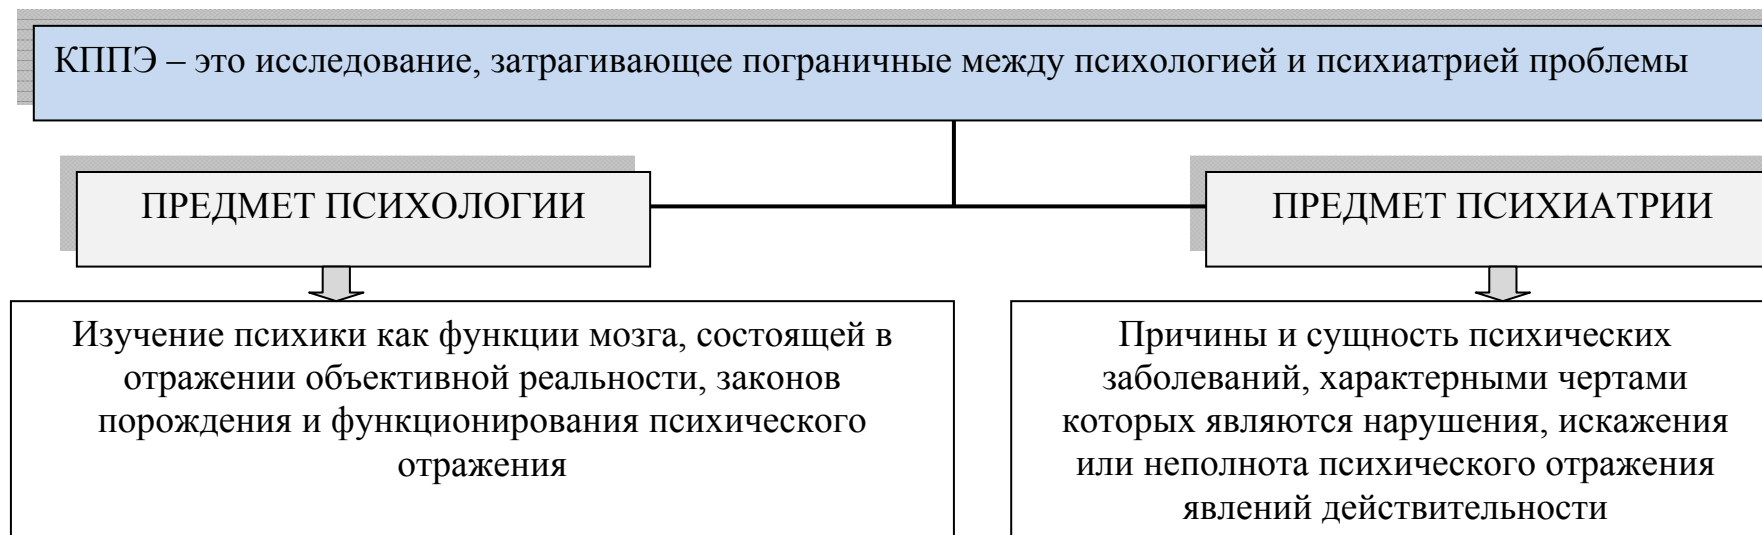 КППЭ – это исследование, затрагивающее пограничные между психологией и психиатрией проблемы
ПРЕДМЕТ ПСИХОЛОГИИ
ПРЕДМЕТ ПСИХИАТРИИ
Изучение психики как функции мозга, состоящей в
отражении объективной реальности, законов
порождения и функционирования психического
отражения
Причины и сущность психических
заболеваний, характерными чертами
которых являются нарушения, искажения
или неполнота психического отражения
явлений действительности